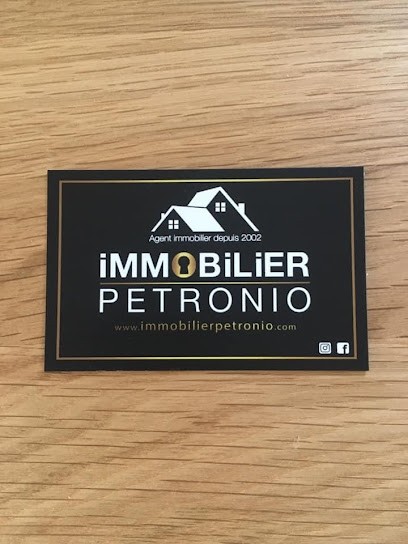 Agent immobilier depuis 2002
iMMOBiLiER
PETRONIO
www.immobilierpetronio.com